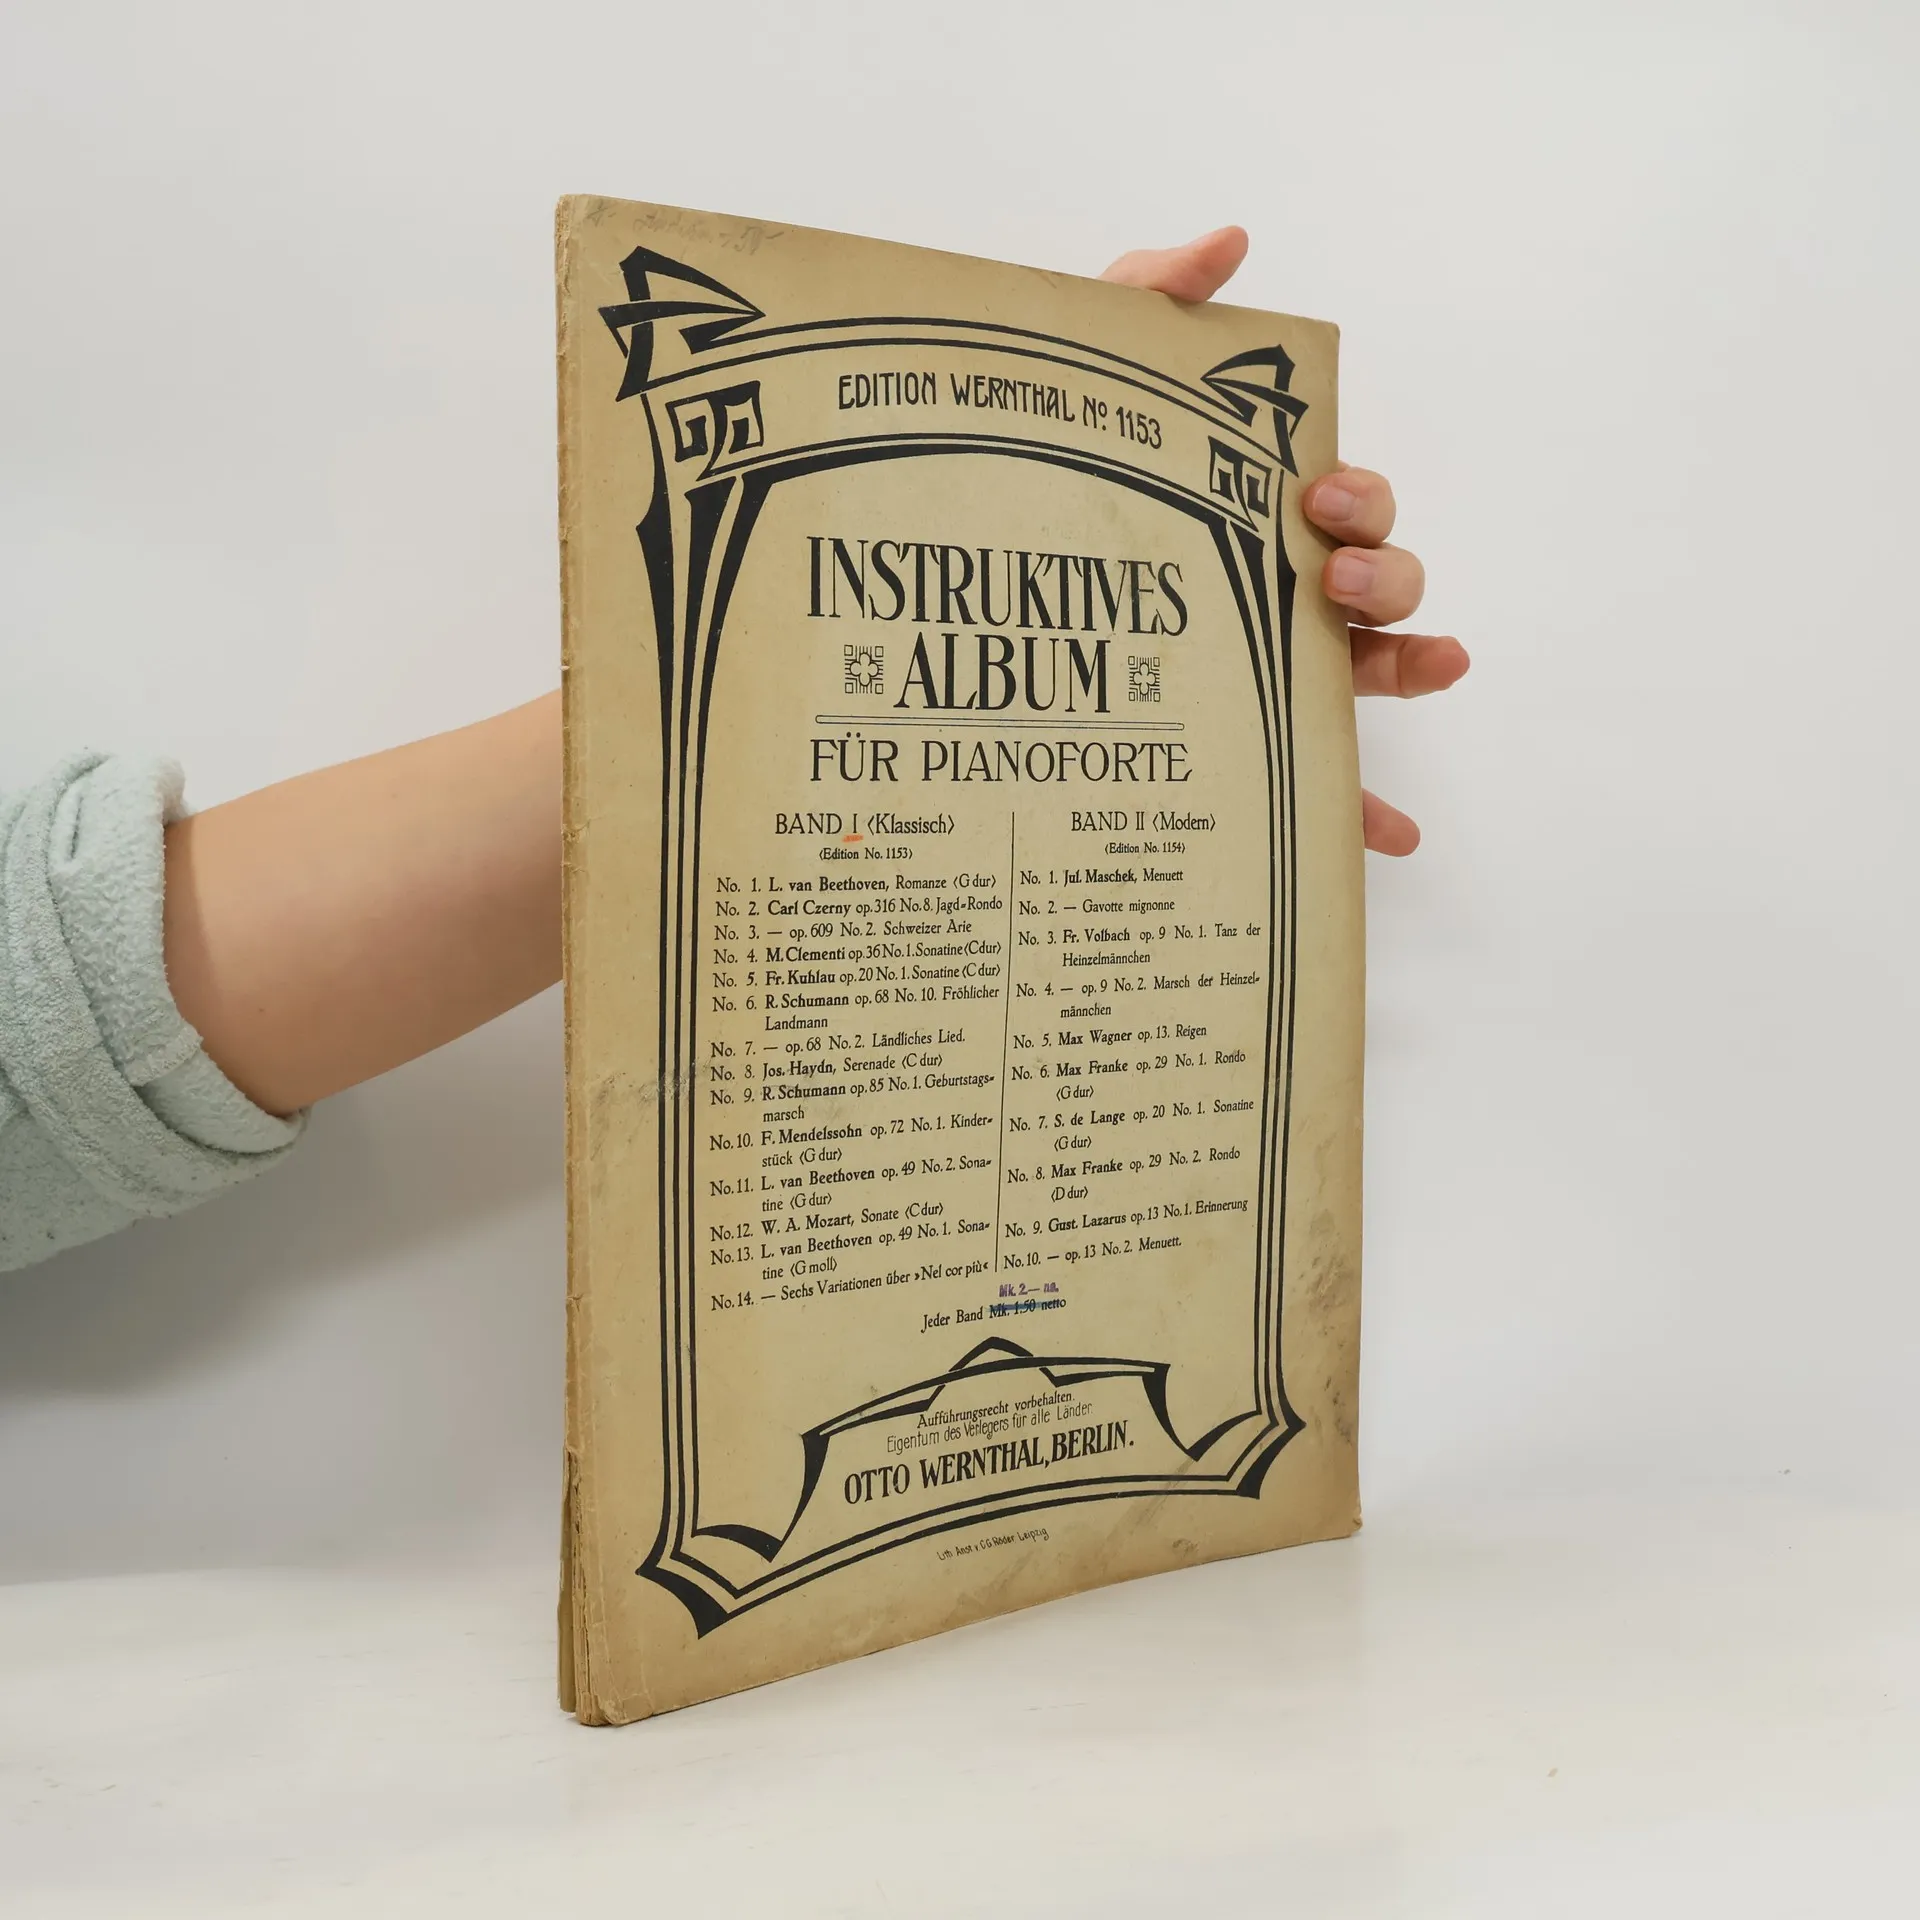 EDITION WERNTHAL No. 1153
INSTRUKTIVES
ALBUM
FÜR PIANOFORTE
BAND I <Klassisch>
<Edition No. 1153>
No. 1. L. van Beethoven, Romanze <G dur>
No. 2. Carl Czerny op. 316 No. 8. Jagd=Rondo
No. 3. — op. 609 No. 2. Schweizer Arie
No. 4. M. Clementi op. 36 No. 1. Sonatine <C dur>
No. 5. Fr. Kuhlau op. 20 No. 1. Sonatine <C dur>
No. 6. R. Schumann op. 68 No. 10. Fröhlicher
Landmann
No. 7. — op. 68 No. 2. Ländliches Lied.
No. 8. Jos. Haydn, Serenade <C dur>
No. 9. R. Schumann op. 85 No. 1. Geburtstags=
marsch
No. 10. F. Mendelssohn op. 72 No. 1. Kinder=
stück <G dur>
No. 11. L. van Beethoven op. 49 No. 2. Sona=
tine <G dur>
No. 12. W. A. Mozart, Sonate <C dur>
No. 13. L. van Beethoven op. 49 No. 1. Sona=
tine <G moll>
No. 14. — Sechs Variationen über »Nel cor più«
BAND II <Modern>
<Edition No. 1154>
No. 1. Jul. Maschek, Menuett
No. 2. — Gavotte mignonne
No. 3. Fr. Volbach op. 9 No. 1. Tanz der
Heinzelmännchen
No. 4. — op. 9 No. 2. Marsch der Heinzel=
männchen
No. 5. Max Wagner op. 13. Reigen
No. 6. Max Franke op. 29 No. 1. Rondo
<G dur>
No. 7. S. de Lange op. 20 No. 1. Sonatine
<G dur>
No. 8. Max Franke op. 29 No. 2. Rondo
<D dur>
No. 9. Gust. Lazarus op. 13 No. 1. Erinnerung
No. 10. — op. 13 No. 2. Menuett.
Mk. 2.— no.
Jeder Band Mk. 1.50 netto
Aufführungsrecht vorbehalten.
Eigentum des Verlegers für alle Länder
OTTO WERNTHAL, BERLIN.
Lith. Anst. v. C.G. Röder Leipzig